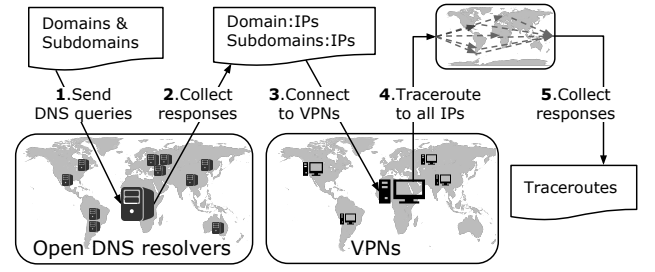 Domains &
Subdomains
Domain:IPs
Subdomains:IPs
1.Send
DNS queries
2.Collect
responses
3.Connect
to VPNs
4.Traceroute
to all IPs
5.Collect
responses
Open DNS resolvers
VPNs
Traceroutes